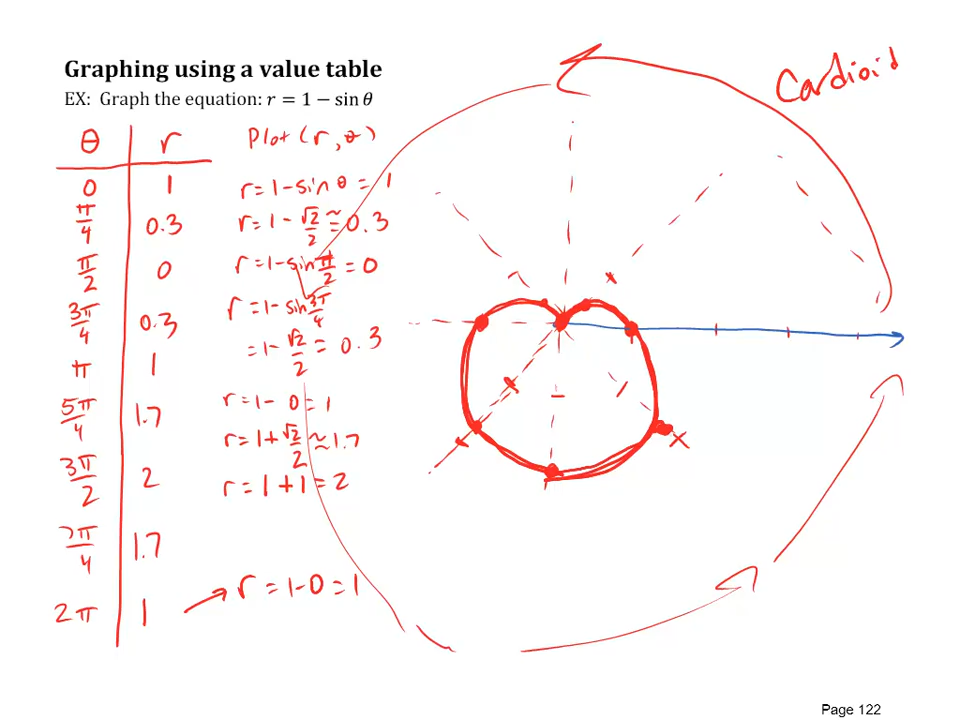 Graphing using a value table
EX: Graph the equation: r = 1 − sin θ
Cardioid
θ r Plot (r, θ)
0 1 r = 1 - sin θ = 1
π/4 0.3 r = 1 - √2/2 ≅ 0.3
π/2 0 r = 1 - sin π/2 = 0
3π/4 0.3 r = 1 - sin 3π/4
= 1 - √2/2 = 0.3
π 1 r = 1 - 0 = 1
5π/4 1.7 r = 1 + √2/2 ≈ 1.7
3π/2 2 r = 1 + 1 = 2
7π/4 1.7
2π 1 → r = 1 - 0 = 1
Page 122